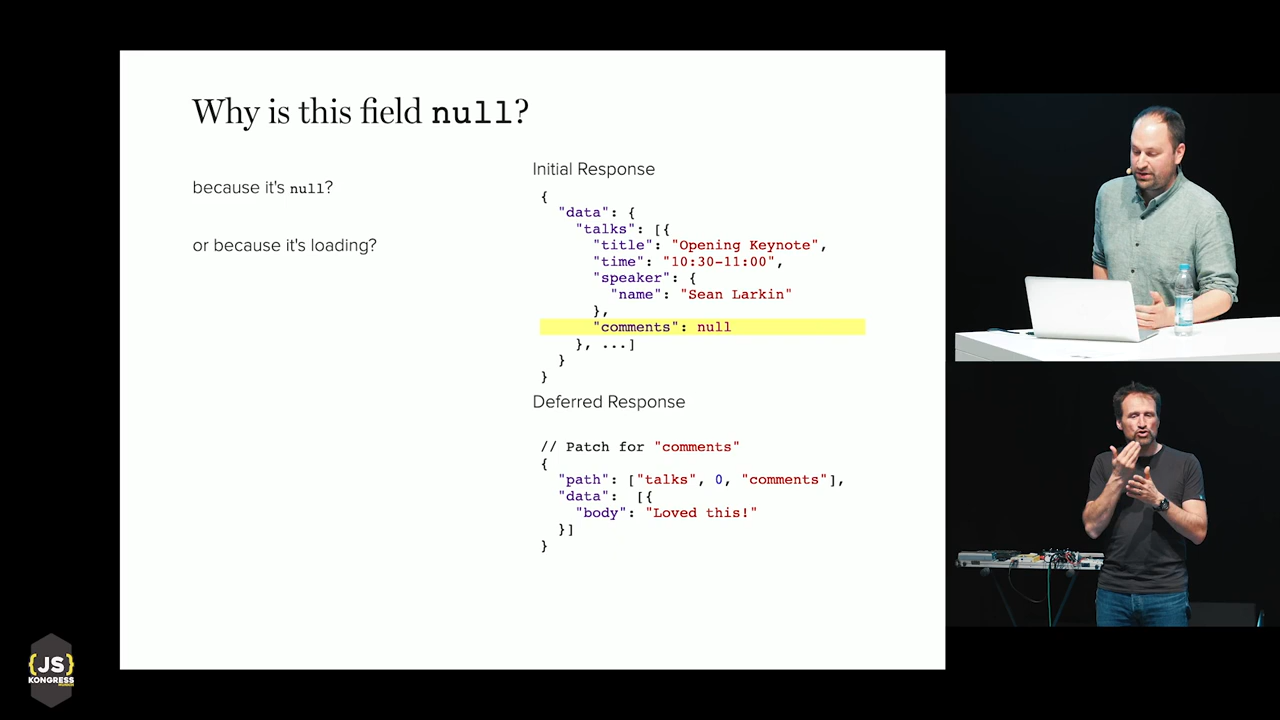 Why is this field null?
because it's null?
or because it's loading?
Initial Response
{
  "data": {
    "talks": [{
      "title": "Opening Keynote",
      "time": "10:30-11:00",
      "speaker": {
        "name": "Sean Larkin"
      },
      "comments": null
    }, ...]
  }
}
Deferred Response
// Patch for "comments"
{
  "path": ["talks", 0, "comments"],
  "data":  [{
    "body": "Loved this!"
  }]
}
{JS}
KONGRESS